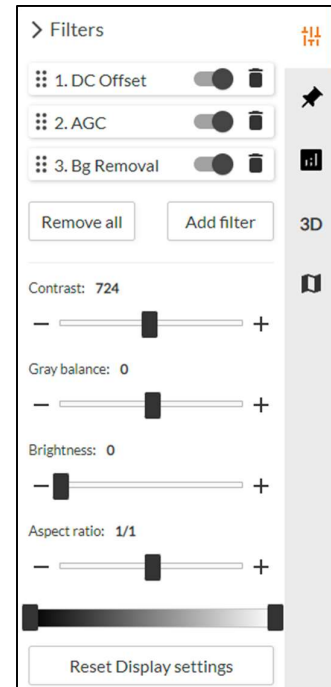 Filters
1. DC Offset
2. AGC
3. Bg Removal
Remove all Add filter
3D
Contrast: 724
Gray balance: 0
Brightness: 0
Aspect ratio: 1/1
Reset Display settings